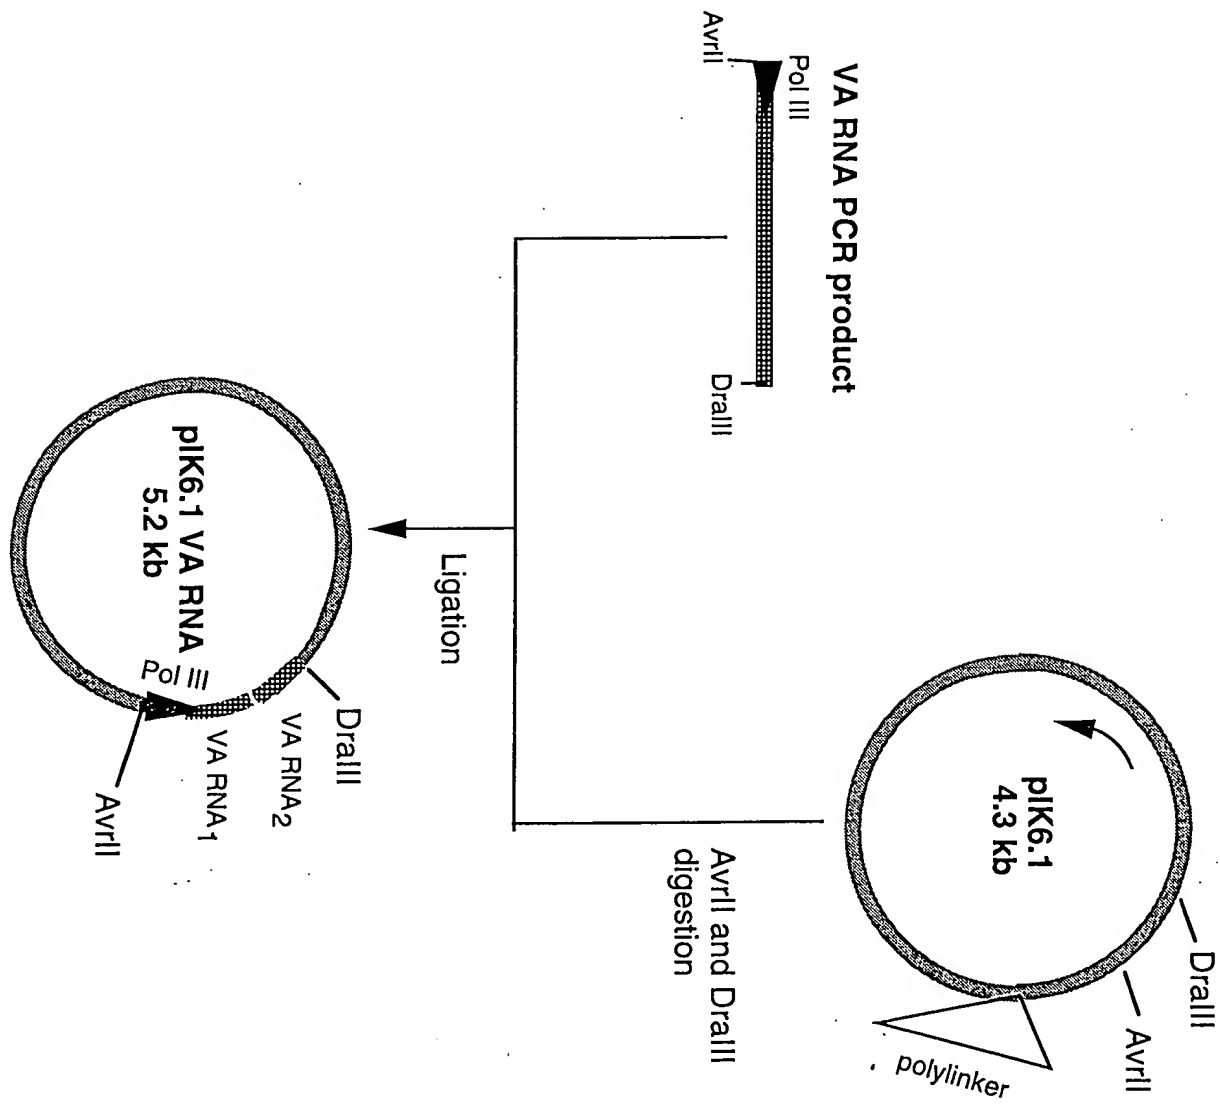 VA RNA PCR product
Pol III
AvrII
DraIII
pIK6.1
4.3 kb
DraIII
AvrII
polylinker
AvrII and DraIII
digestion
Ligation
pIK6.1 VA RNA
5.2 kb
Pol III
DraIII
VA RNA2
VA RNA1
AvrII